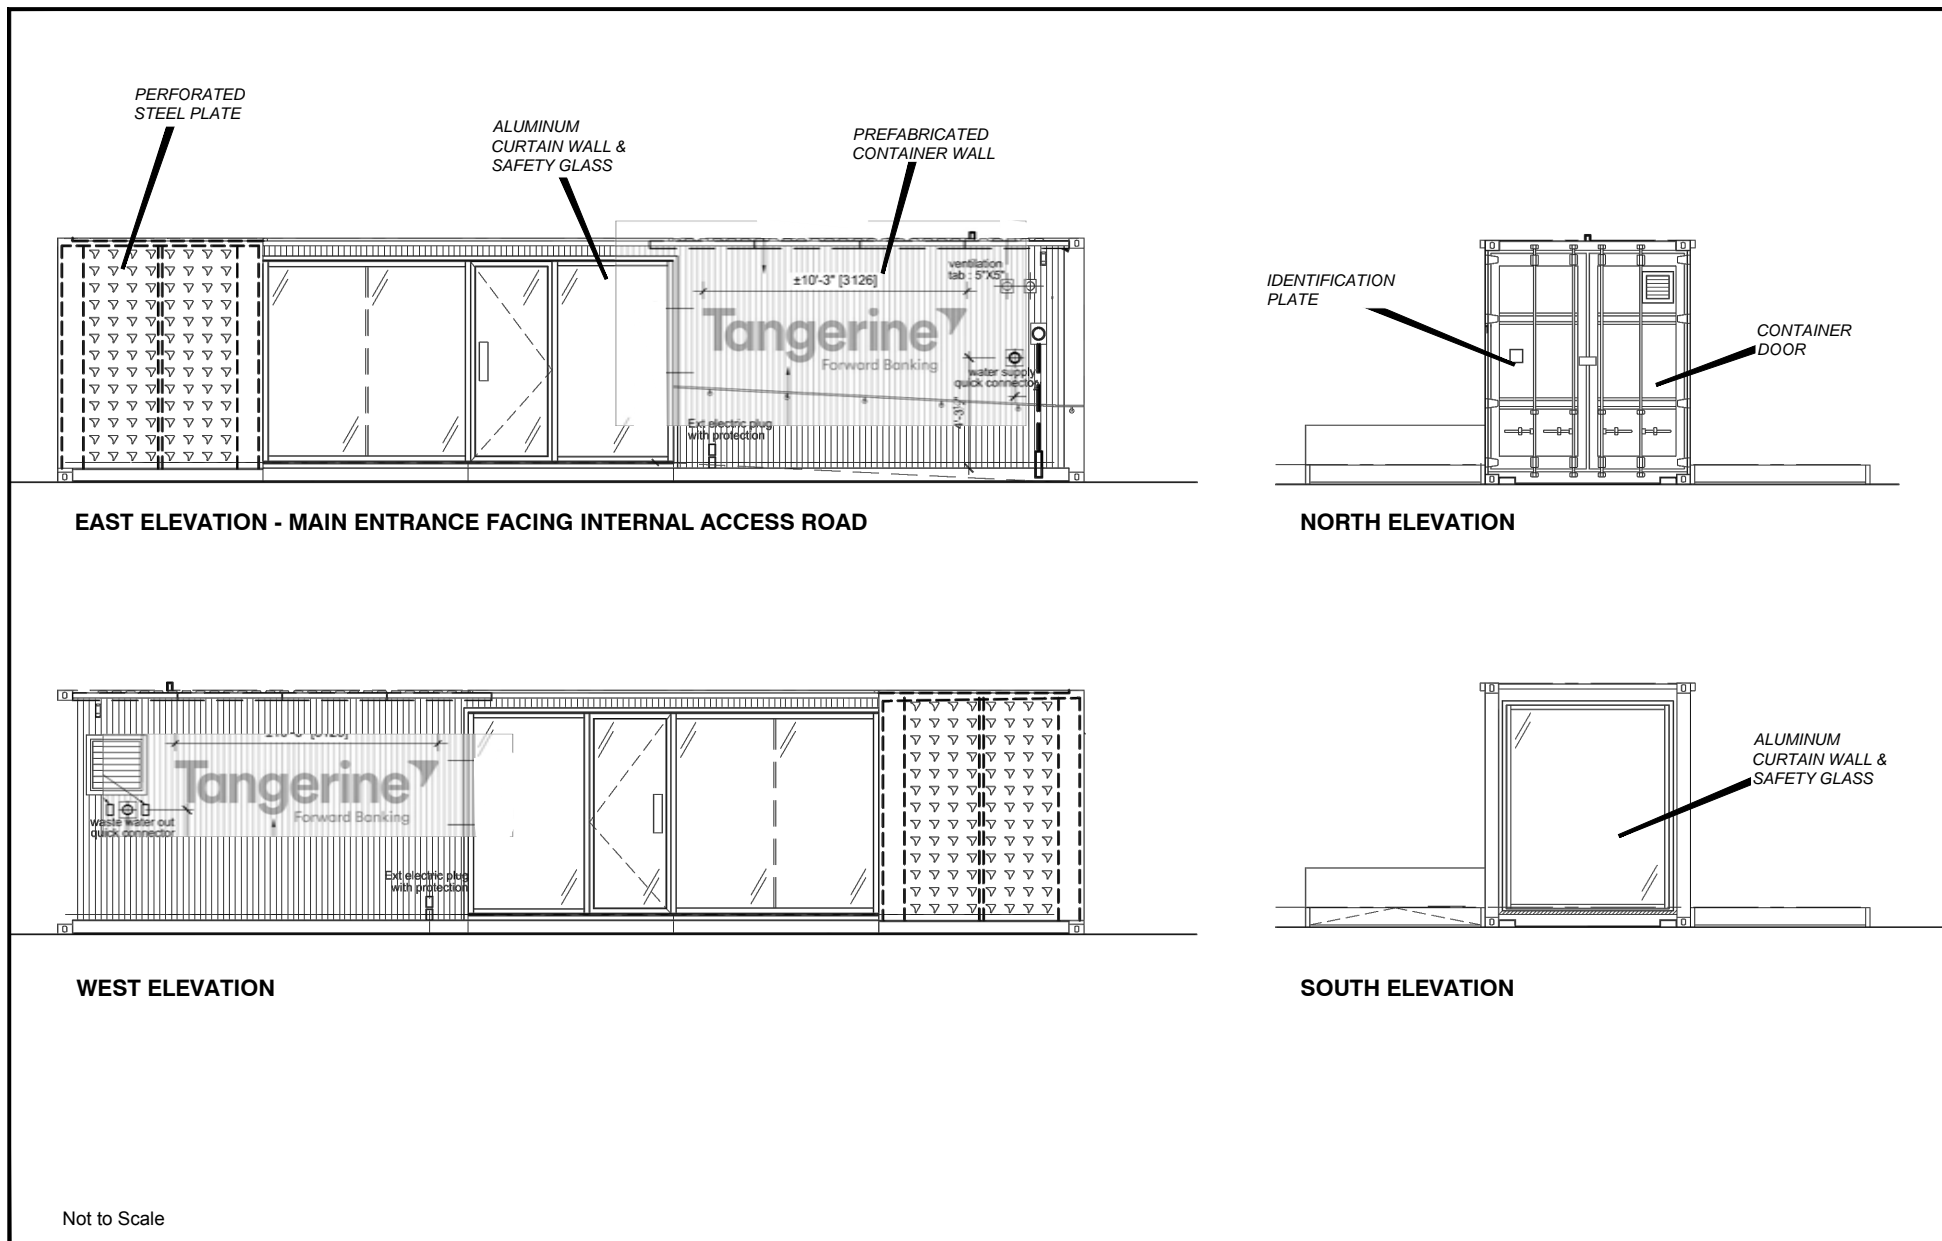 PERFORATED
STEEL PLATE
ALUMINUM
CURTAIN WALL &
SAFETY GLASS
PREFABRICATED
CONTAINER WALL
ventilation
tab : 5"X5"
±10'-3" [3126]
Tangerine
Forward Banking
water supply
quick connector
Ext electric plug
with protection
EAST ELEVATION - MAIN ENTRANCE FACING INTERNAL ACCESS ROAD
IDENTIFICATION
PLATE
CONTAINER
DOOR
NORTH ELEVATION
Tangerine
Forward Banking
waste water out
quick connector
Ext electric plug
with protection
WEST ELEVATION
ALUMINUM
CURTAIN WALL &
SAFETY GLASS
SOUTH ELEVATION
Not to Scale